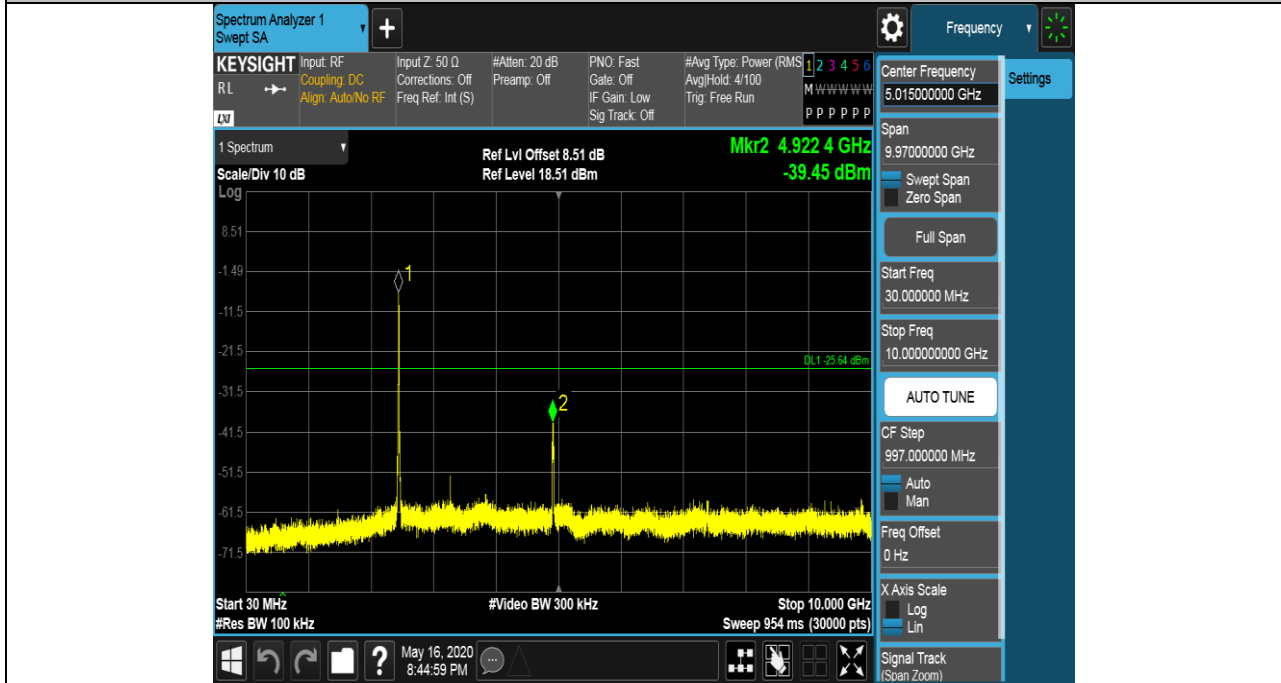 Spectrum Analyzer 1
Swept SA
+
Frequency
KEYSIGHT
RL
LXI
Input: RF
Coupling: DC
Align: Auto/No RF
Input Z: 50 Ω
Corrections: Off
Freq Ref: Int (S)
#Atten: 20 dB
Preamp: Off
PNO: Fast
Gate: Off
IF Gain: Low
Sig Track: Off
#Avg Type: Power (RMS
Avg|Hold: 4/100
Trig: Free Run
1 2 3 4 5 6
M W W W W W
P P P P P P
1 Spectrum
Scale/Div 10 dB
Ref Lvl Offset 8.51 dB
Ref Level 18.51 dBm
Mkr2 4.922 4 GHz
-39.45 dBm
Log
8.51
-1.49
-11.5
-21.5
-31.5
-41.5
-51.5
-61.5
-71.5
1
2
DL1 -25.64 dBm
Start 30 MHz
#Res BW 100 kHz
#Video BW 300 kHz
Stop 10.000 GHz
Sweep 954 ms (30000 pts)
?
May 16, 2020
8:44:59 PM
Center Frequency
5.015000000 GHz
Span
9.97000000 GHz
Swept Span
Zero Span
Full Span
Start Freq
30.000000 MHz
Stop Freq
10.000000000 GHz
AUTO TUNE
CF Step
997.000000 MHz
Auto
Man
Freq Offset
0 Hz
X Axis Scale
Log
Lin
Signal Track
(Span Zoom)
Settings